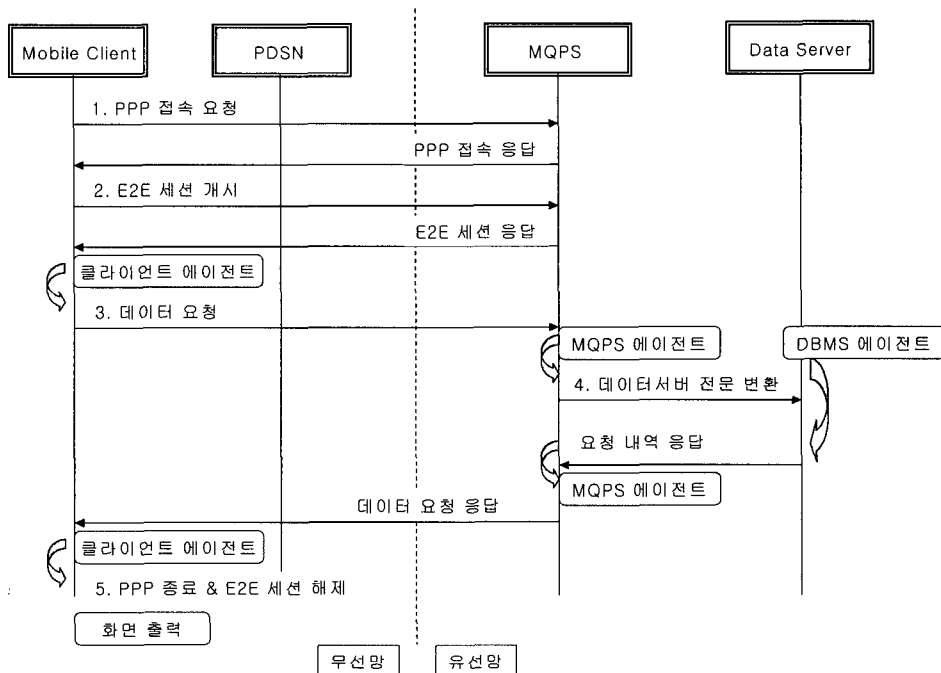 Mobile Client
PDSN
MQPS
Data Server
1. PPP 접속 요청
PPP 접속 응답
2. E2E 세션 개시
E2E 세션 응답
클라이언트 에이전트
3. 데이터 요청
MQPS 에이전트
DBMS 에이전트
4. 데이터서버 전문 변환
요청 내역 응답
MQPS 에이전트
데이터 요청 응답
클라이언트 에이전트
5. PPP 종료 & E2E 세션 해제
화면 출력
무선망
유선망